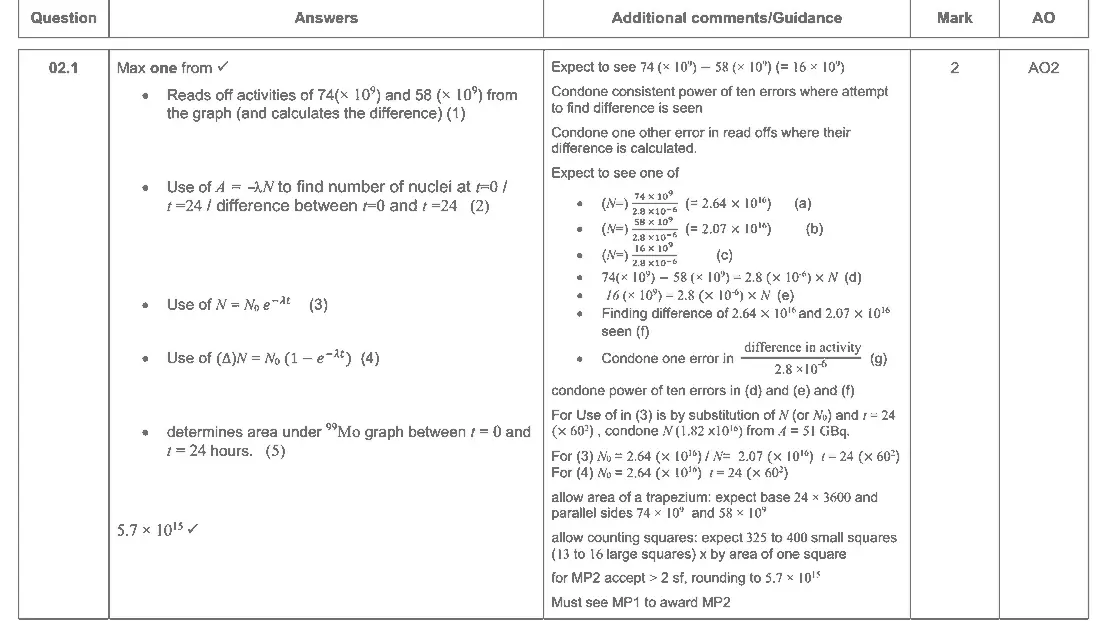 Question Answers Additional comments/Guidance Mark AO
02.1 Max one from ✓ 2 AO2
• Reads off activities of 74(× 10⁹) and 58 (× 10⁹) from
the graph (and calculates the difference) (1)
• Use of A = -λN to find number of nuclei at t=0 /
t =24 / difference between t=0 and t =24 (2)
• Use of N = N₀ e^−λt (3)
• Use of (Δ)N = N₀ (1 − e^−λt) (4)
• determines area under ⁹⁹Mo graph between t = 0 and
t = 24 hours. (5)
5.7 × 10¹⁵ ✓
Expect to see 74 (× 10⁹) – 58 (× 10⁹) (= 16 × 10⁹)
Condone consistent power of ten errors where attempt
to find difference is seen
Condone one other error in read offs where their
difference is calculated.
Expect to see one of
• (N=) 74 × 10⁹ / 2.8 ×10⁻⁶ (= 2.64 × 10¹⁶) (a)
• (N=) 58 × 10⁹ / 2.8 ×10⁻⁶ (= 2.07 × 10¹⁶) (b)
• (N=) 16 × 10⁹ / 2.8 ×10⁻⁶ (c)
• 74(× 10⁹) – 58 (× 10⁹) = 2.8 (× 10⁻⁶) × N (d)
• 16 (× 10⁹) = 2.8 (× 10⁻⁶) × N (e)
• Finding difference of 2.64 × 10¹⁶ and 2.07 × 10¹⁶
seen (f)
• Condone one error in difference in activity / 2.8 ×10⁻⁶ (g)
condone power of ten errors in (d) and (e) and (f)
For Use of in (3) is by substitution of N (or N₀) and t = 24
(× 60²) , condone N (1.82 x10¹⁶) from A = 51 GBq.
For (3) N₀ = 2.64 (× 10¹⁶) / N= 2.07 (× 10¹⁶) t = 24 (× 60²)
For (4) N₀ = 2.64 (× 10¹⁶) t = 24 (× 60²)
allow area of a trapezium: expect base 24 × 3600 and
parallel sides 74 × 10⁹ and 58 × 10⁹
allow counting squares: expect 325 to 400 small squares
(13 to 16 large squares) x by area of one square
for MP2 accept > 2 sf, rounding to 5.7 × 10¹⁵
Must see MP1 to award MP2